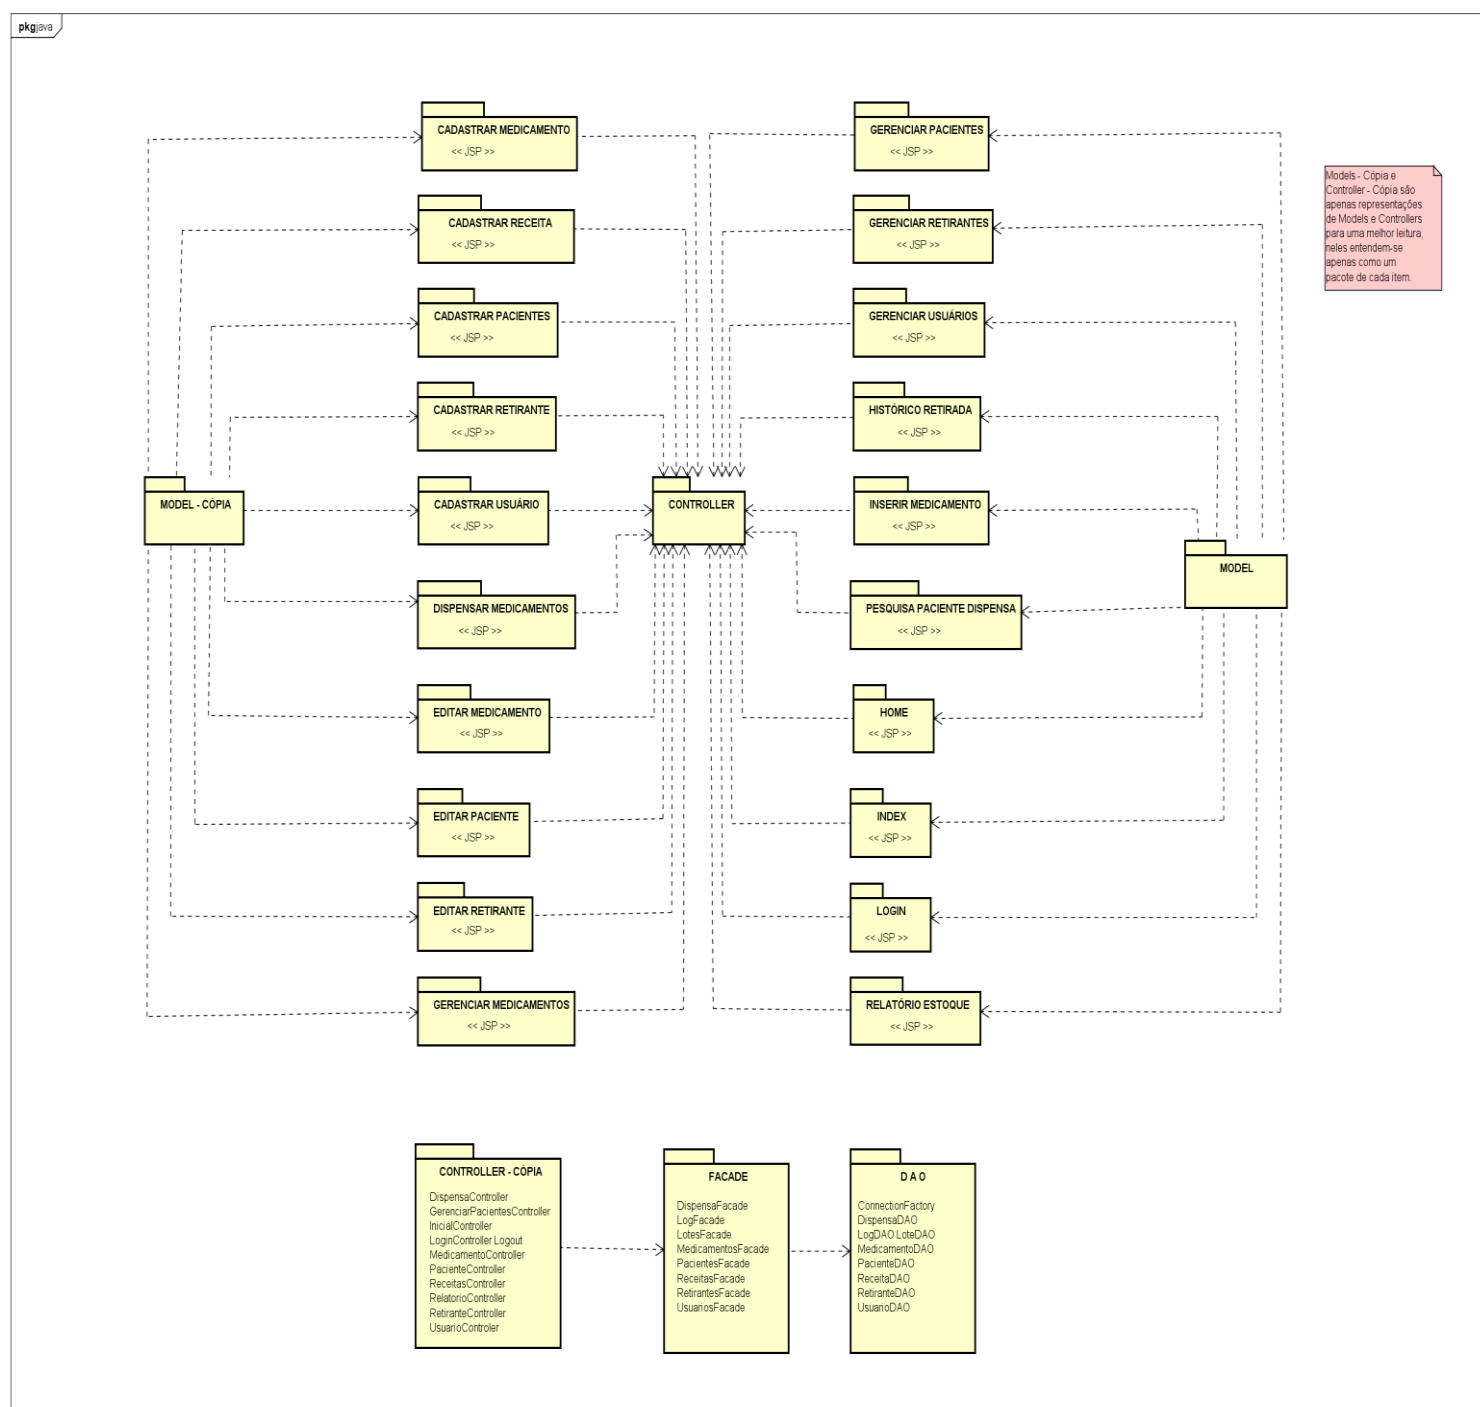 pkg java
CADASTRAR MEDICAMENTO
<< JSP >>
CADASTRAR RECEITA
<< JSP >>
CADASTRAR PACIENTES
<< JSP >>
CADASTRAR RETIRANTE
<< JSP >>
MODEL - CÓPIA
CADASTRAR USUÁRIO
<< JSP >>
DISPENSAR MEDICAMENTOS
<< JSP >>
EDITAR MEDICAMENTO
<< JSP >>
EDITAR PACIENTE
<< JSP >>
EDITAR RETIRANTE
<< JSP >>
GERENCIAR MEDICAMENTOS
<< JSP >>
CONTROLLER
GERENCIAR PACIENTES
<< JSP >>
GERENCIAR RETIRANTES
<< JSP >>
GERENCIAR USUÁRIOS
<< JSP >>
HISTÓRICO RETIRADA
<< JSP >>
INSERIR MEDICAMENTO
<< JSP >>
PESQUISA PACIENTE DISPENSA
<< JSP >>
HOME
<< JSP >>
INDEX
<< JSP >>
LOGIN
<< JSP >>
RELATÓRIO ESTOQUE
<< JSP >>
MODEL
Models - Cópia e
Controller - Cópia são
apenas representações
de Models e Controllers
para uma melhor leitura,
neles entendem-se
apenas como um
pacote de cada item.
CONTROLLER - CÓPIA
DispensaController
GerenciarPacientesController
InicialController
LoginController Logout
MedicamentoController
PacienteController
ReceitasController
RelatorioController
RetiranteController
UsuarioControler
FACADE
DispensaFacade
LogFacade
LotesFacade
MedicamentosFacade
PacientesFacade
ReceitasFacade
RetirantesFacade
UsuariosFacade
D A O
ConnectionFactory
DispensaDAO
LogDAO LoteDAO
MedicamentoDAO
PacienteDAO
ReceitaDAO
RetiranteDAO
UsuarioDAO